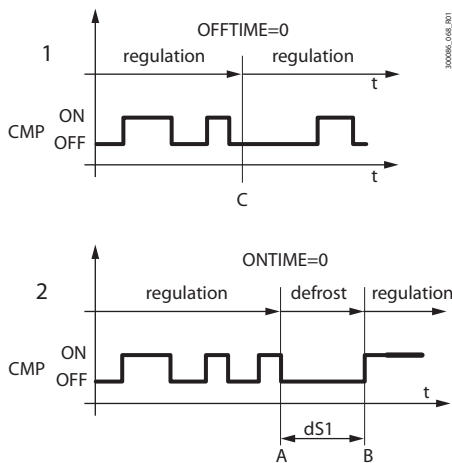 300086_068_R01
OFFTIME=0
1
regulation regulation
t
ON
CMP
OFF
t
C
ONTIME=0
2
regulation defrost regulation
ON
CMP
OFF
t
dS1
A B